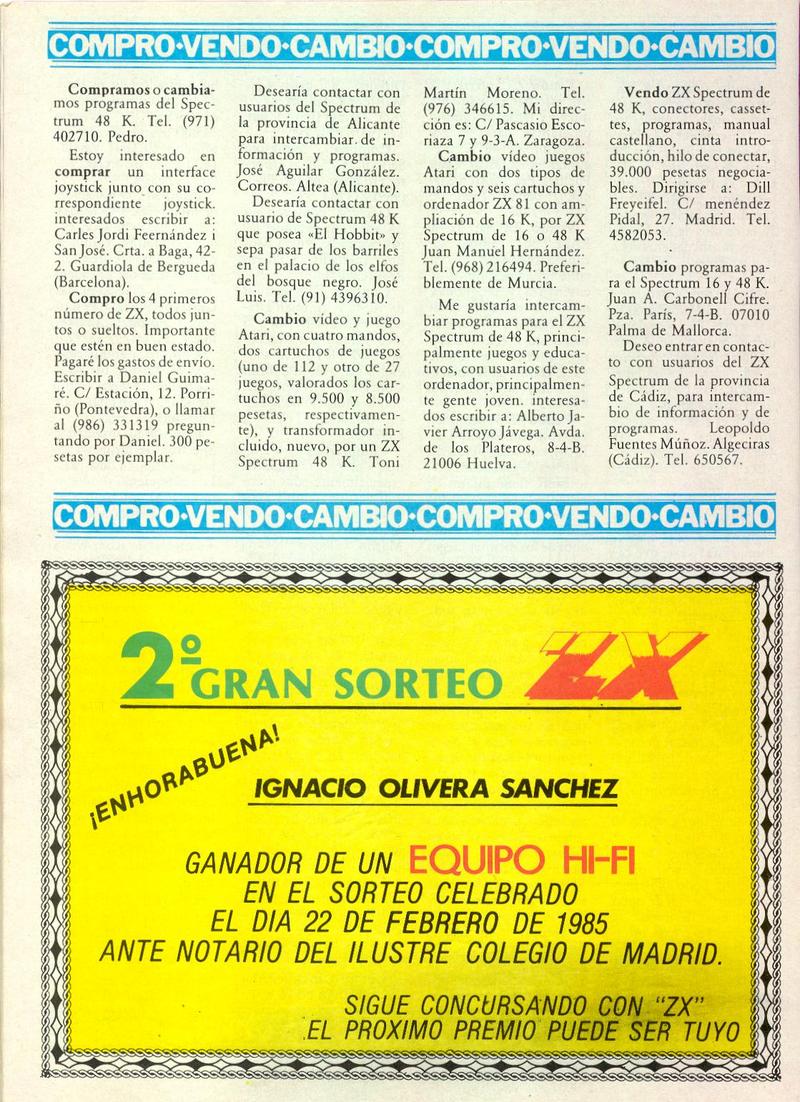 COMPRO·VENDO·CAMBIO·COMPRO·VENDO·CAMBIO
Compramos o cambia-
mos programas del Spec-
trum 48 K. Tel. (971)
402710. Pedro.
Estoy interesado en
comprar un interface
joystick junto con su co-
rrespondiente joystick.
interesados escribir a:
Carles Jordi Feernández i
San José. Crta. a Baga, 42-
2. Guardiola de Bergueda
(Barcelona).
Compro los 4 primeros
número de ZX, todos jun-
tos o sueltos. Importante
que estén en buen estado.
Pagaré los gastos de envío.
Escribir a Daniel Guima-
ré. C/ Estación, 12. Porri-
ño (Pontevedra), o llamar
al (986) 331319 pregun-
tando por Daniel. 300 pe-
setas por ejemplar.
Desearía contactar con
usuarios del Spectrum de
la provincia de Alicante
para intercambiar. de in-
formación y programas.
José Aguilar González.
Correos. Altea (Alicante).
Desearía contactar con
usuario de Spectrum 48 K
que posea «El Hobbit» y
sepa pasar de los barriles
en el palacio de los elfos
del bosque negro. José
Luis. Tel. (91) 4396310.
Cambio vídeo y juego
Atari, con cuatro mandos,
dos cartuchos de juegos
(uno de 112 y otro de 27
juegos, valorados los car-
tuchos en 9.500 y 8.500
pesetas, respectivamen-
te), y transformador in-
cluido, nuevo, por un ZX
Spectrum 48 K. Toni
Martín Moreno. Tel.
(976) 346615. Mi direc-
ción es: C/ Pascasio Esco-
riaza 7 y 9-3-A. Zaragoza.
Cambio vídeo juegos
Atari con dos tipos de
mandos y seis cartuchos y
ordenador ZX 81 con am-
pliación de 16 K, por ZX
Spectrum de 16 o 48 K
Juan Manuel Hernández.
Tel. (968) 216494. Preferi-
blemente de Murcia.
Me gustaría intercam-
biar programas para el ZX
Spectrum de 48 K, princi-
palmente juegos y educa-
tivos, con usuarios de este
ordenador, principalmen-
te gente joven. interesa-
dos escribir a: Alberto Ja-
vier Arroyo Jávega. Avda.
de los Plateros, 8-4-B.
21006 Huelva.
Vendo ZX Spectrum de
48 K, conectores, casset-
tes, programas, manual
castellano, cinta intro-
ducción, hilo de conectar,
39.000 pesetas negocia-
bles. Dirigirse a: Dill
Freyeifel. C/ menéndez
Pidal, 27. Madrid. Tel.
4582053.
Cambio programas pa-
ra el Spectrum 16 y 48 K.
Juan A. Carbonell Cifre.
Pza. París, 7-4-B. 07010
Palma de Mallorca.
Deseo entrar en contac-
to con usuarios del ZX
Spectrum de la provincia
de Cádiz, para intercam-
bio de información y de
programas. Leopoldo
Fuentes Múñoz. Algeciras
(Cádiz). Tel. 650567.
COMPRO·VENDO·CAMBIO·COMPRO·VENDO·CAMBIO
2º GRAN SORTEO ZX
¡ENHORABUENA!
IGNACIO OLIVERA SANCHEZ
GANADOR DE UN EQUIPO HI-FI
EN EL SORTEO CELEBRADO
EL DIA 22 DE FEBRERO DE 1985
ANTE NOTARIO DEL ILUSTRE COLEGIO DE MADRID.
SIGUE CONCURSANDO CON "ZX"
EL PROXIMO PREMIO PUEDE SER TUYO